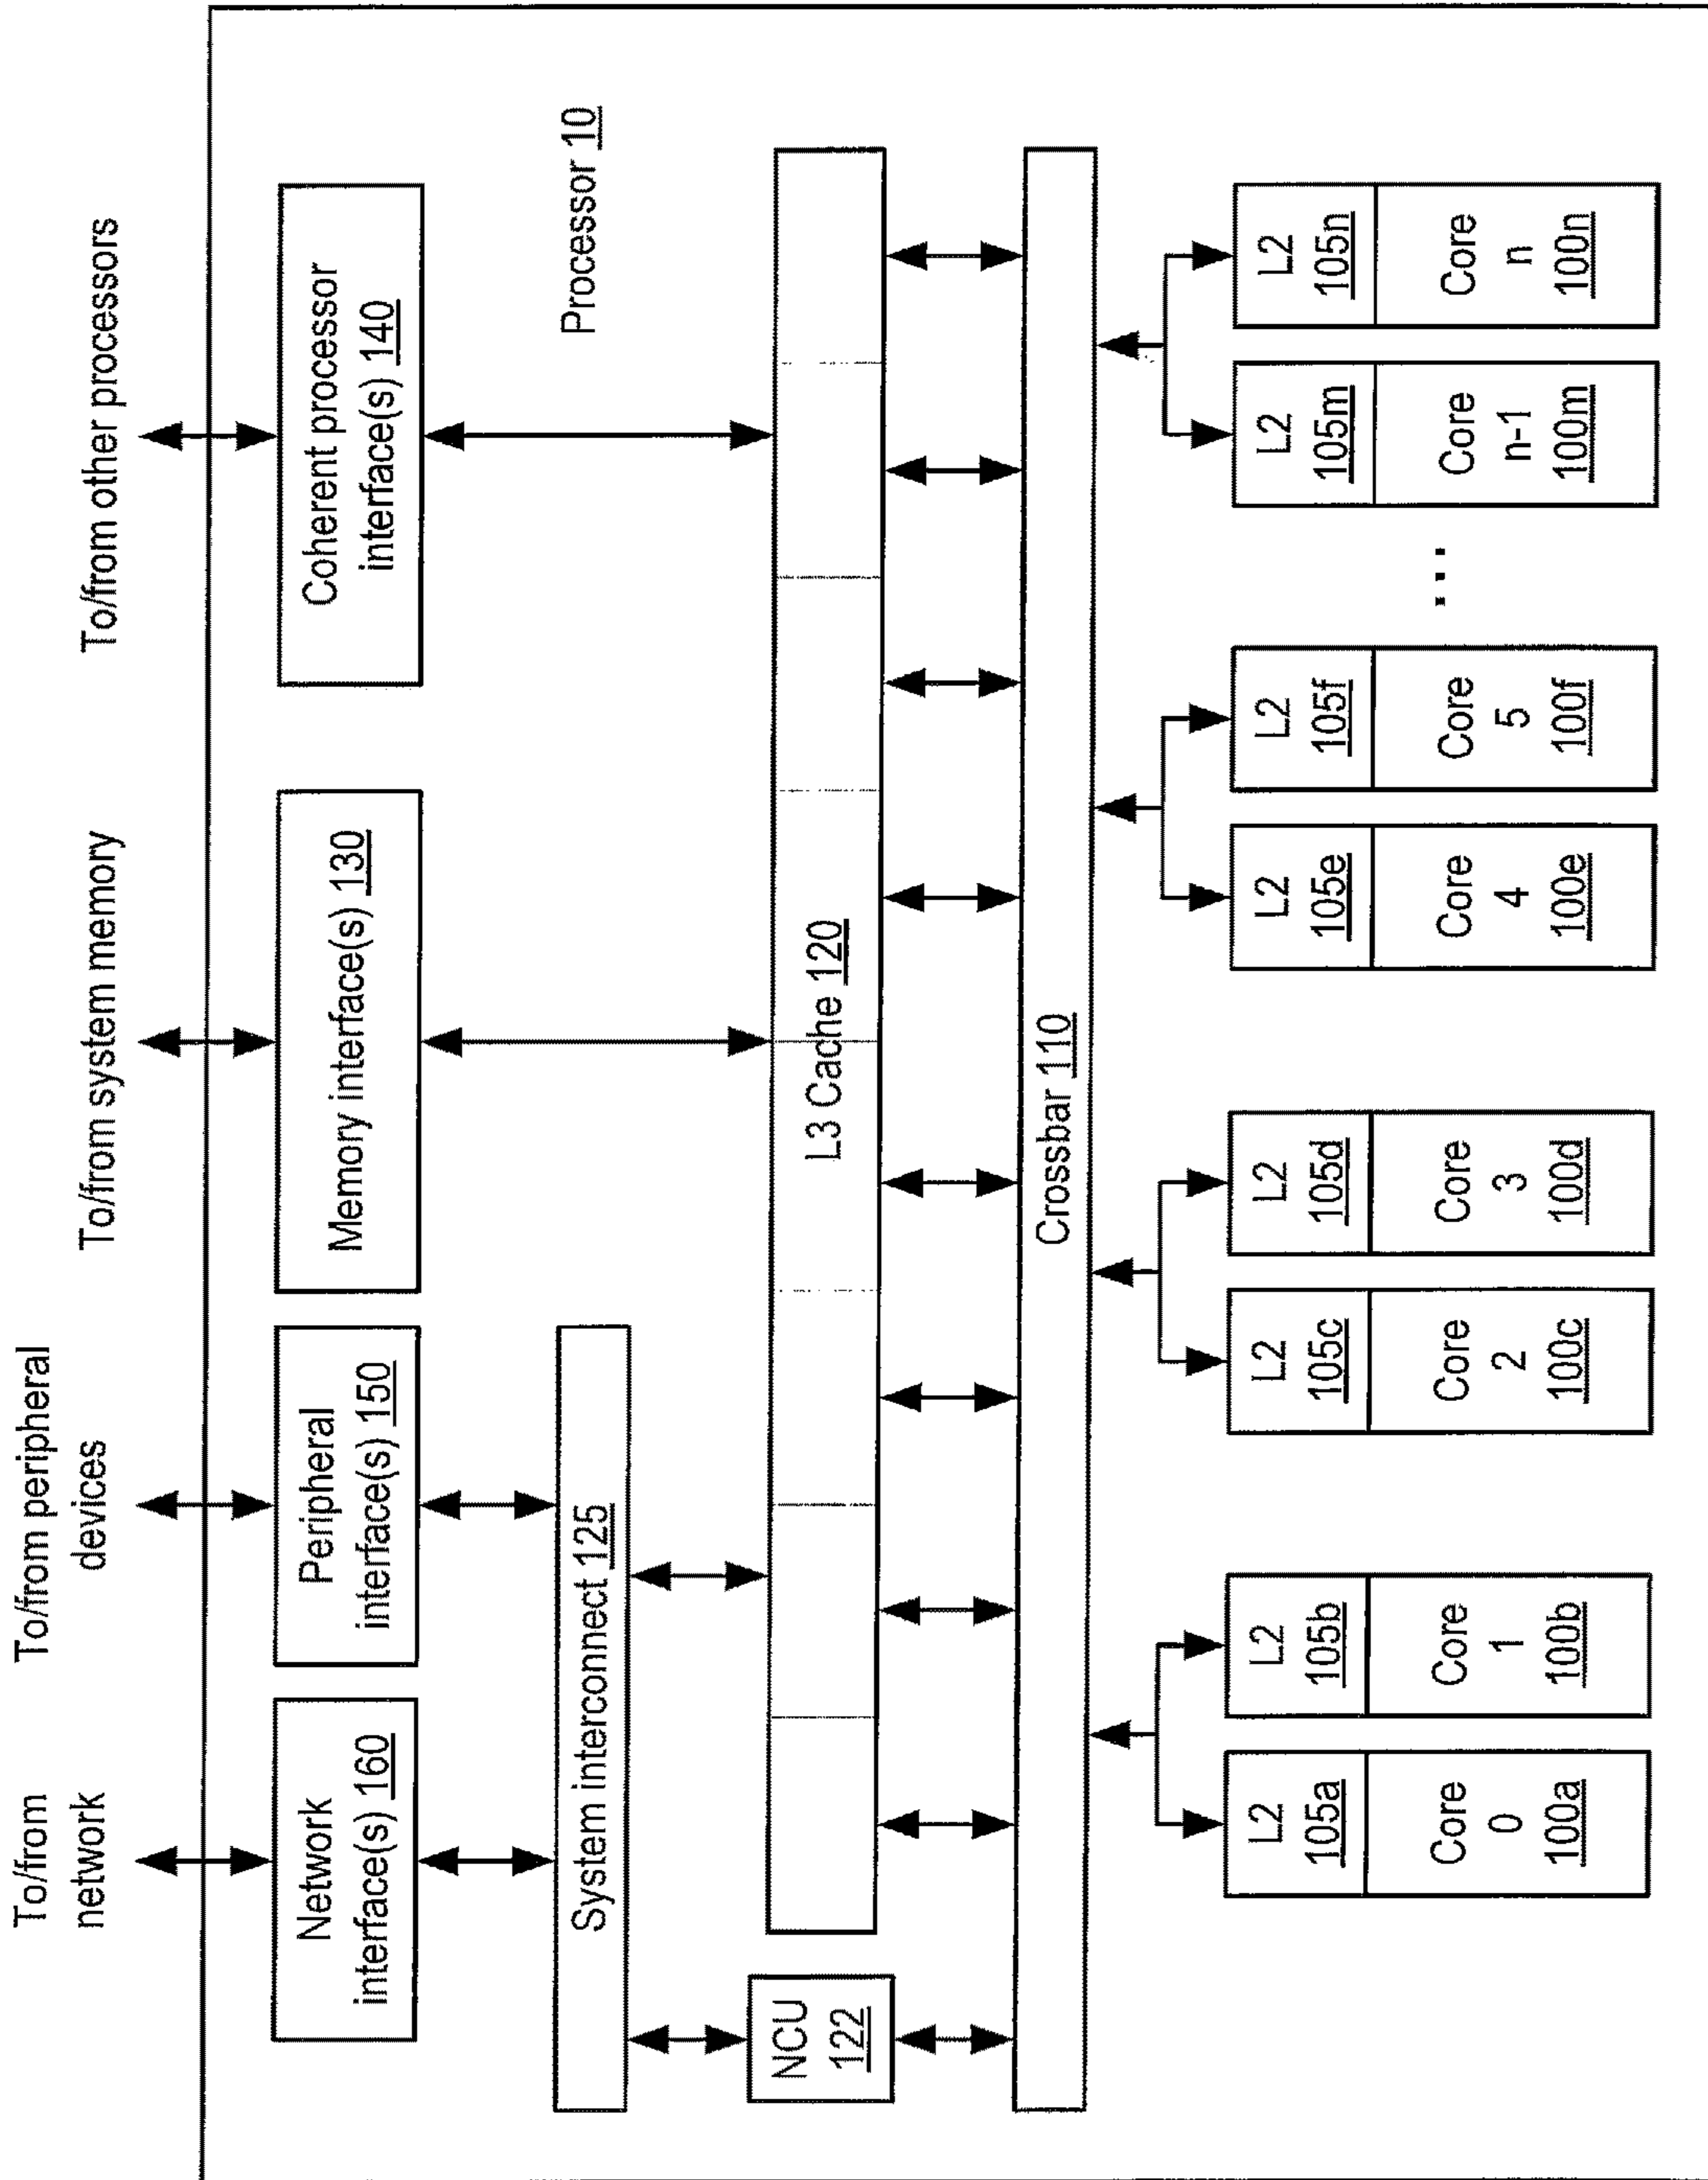 To/from
network
To/from peripheral
devices
To/from system memory
To/from other processors
Network
interface(s) 160
Peripheral
interface(s) 150
Memory interface(s) 130
Coherent processor
interface(s) 140
System interconnect 125
Processor 10
NCU
122
L3 Cache 120
Crossbar 110
L2
105a
Core
0
100a
L2
105b
Core
1
100b
L2
105c
Core
2
100c
L2
105d
Core
3
100d
L2
105e
Core
4
100e
L2
105f
Core
5
100f
...
L2
105m
Core
n-1
100m
L2
105n
Core
n
100n